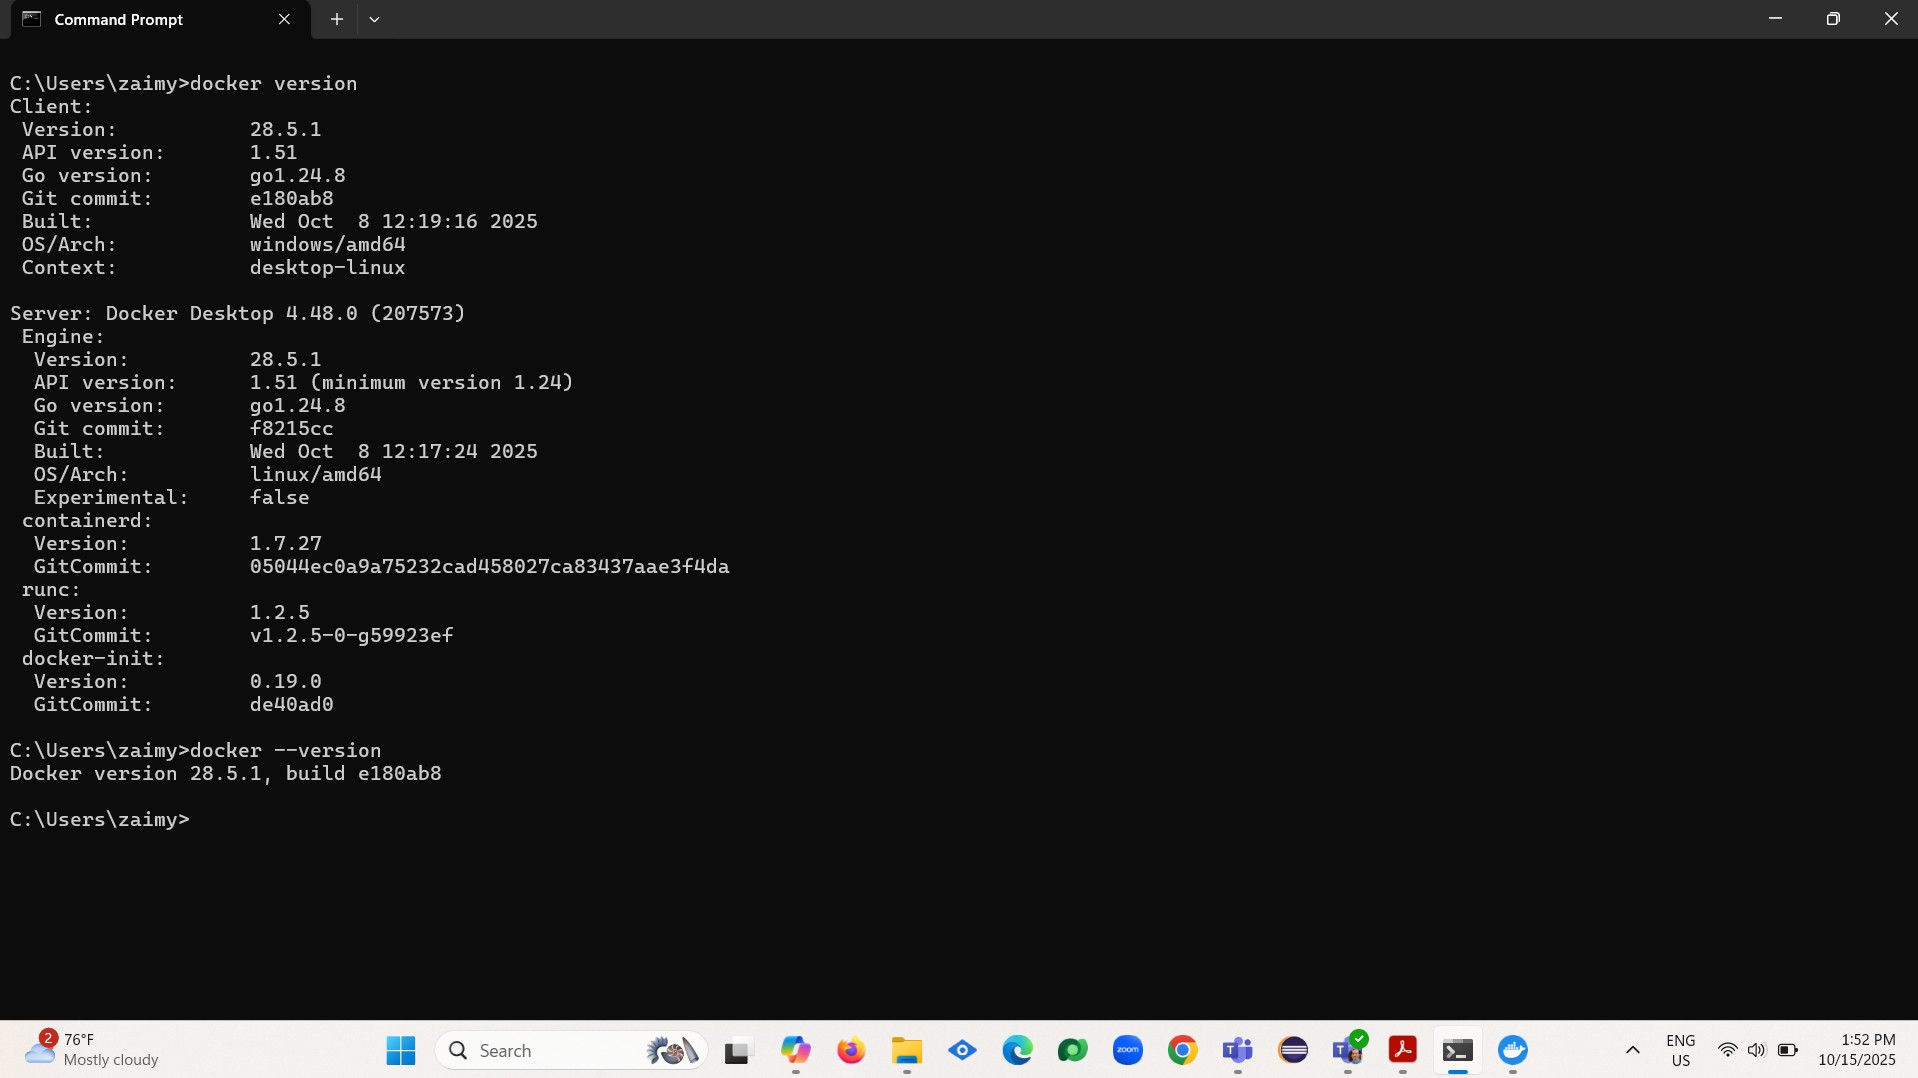 Command Prompt
C:\Users\zaimy>docker version
Client:
 Version:           28.5.1
 API version:       1.51
 Go version:        go1.24.8
 Git commit:        e180ab8
 Built:             Wed Oct  8 12:19:16 2025
 OS/Arch:           windows/amd64
 Context:           desktop-linux
Server: Docker Desktop 4.48.0 (207573)
 Engine:
  Version:          28.5.1
  API version:      1.51 (minimum version 1.24)
  Go version:       go1.24.8
  Git commit:       f8215cc
  Built:            Wed Oct  8 12:17:24 2025
  OS/Arch:          linux/amd64
  Experimental:     false
 containerd:
  Version:          1.7.27
  GitCommit:        05044ec0a9a75232cad458027ca83437aae3f4da
 runc:
  Version:          1.2.5
  GitCommit:        v1.2.5-0-g59923ef
 docker-init:
  Version:          0.19.0
  GitCommit:        de40ad0
C:\Users\zaimy>docker --version
Docker version 28.5.1, build e180ab8
C:\Users\zaimy>
2
76°F
Mostly cloudy
Search
zoom
ENG
US
1:52 PM
10/15/2025